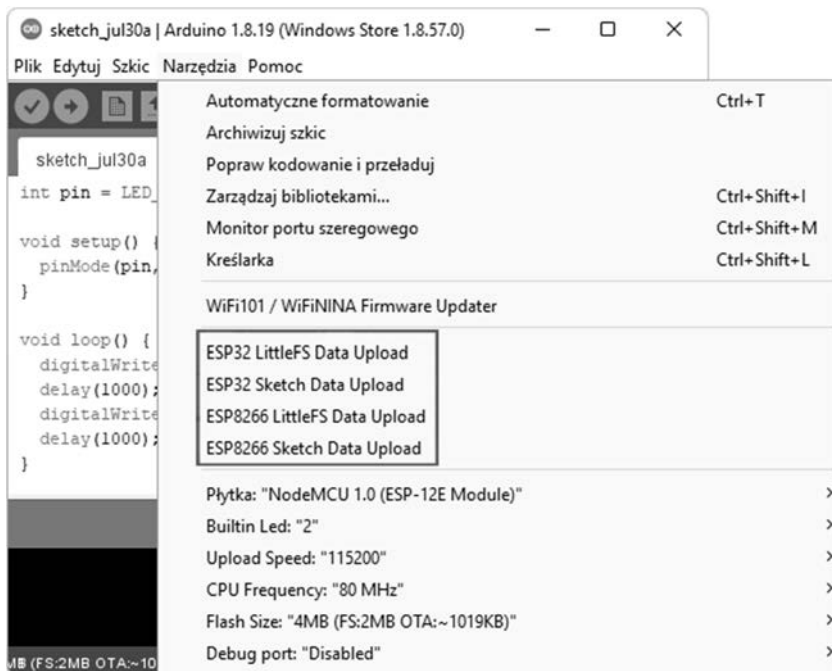 sketch_jul30a | Arduino 1.8.19 (Windows Store 1.8.57.0)
Plik Edytuj Szkic Narzędzia Pomoc
Automatyczne formatowanie Ctrl+T
Archiwizuj szkic
Popraw kodowanie i przeładuj
Zarządzaj bibliotekami... Ctrl+Shift+I
Monitor portu szeregowego Ctrl+Shift+M
Kreślarka Ctrl+Shift+L
WiFi101 / WiFiNINA Firmware Updater
ESP32 LittleFS Data Upload
ESP32 Sketch Data Upload
ESP8266 LittleFS Data Upload
ESP8266 Sketch Data Upload
Płytka: "NodeMCU 1.0 (ESP-12E Module)"
Builtin Led: "2"
Upload Speed: "115200"
CPU Frequency: "80 MHz"
Flash Size: "4MB (FS:2MB OTA:~1019KB)"
Debug port: "Disabled"
sketch_jul30a
int pin = LED_
void setup() {
pinMode(pin,
}
void loop() {
digitalWrite
delay(1000);
digitalWrite
delay(1000);
}
MB (FS:2MB OTA:~10